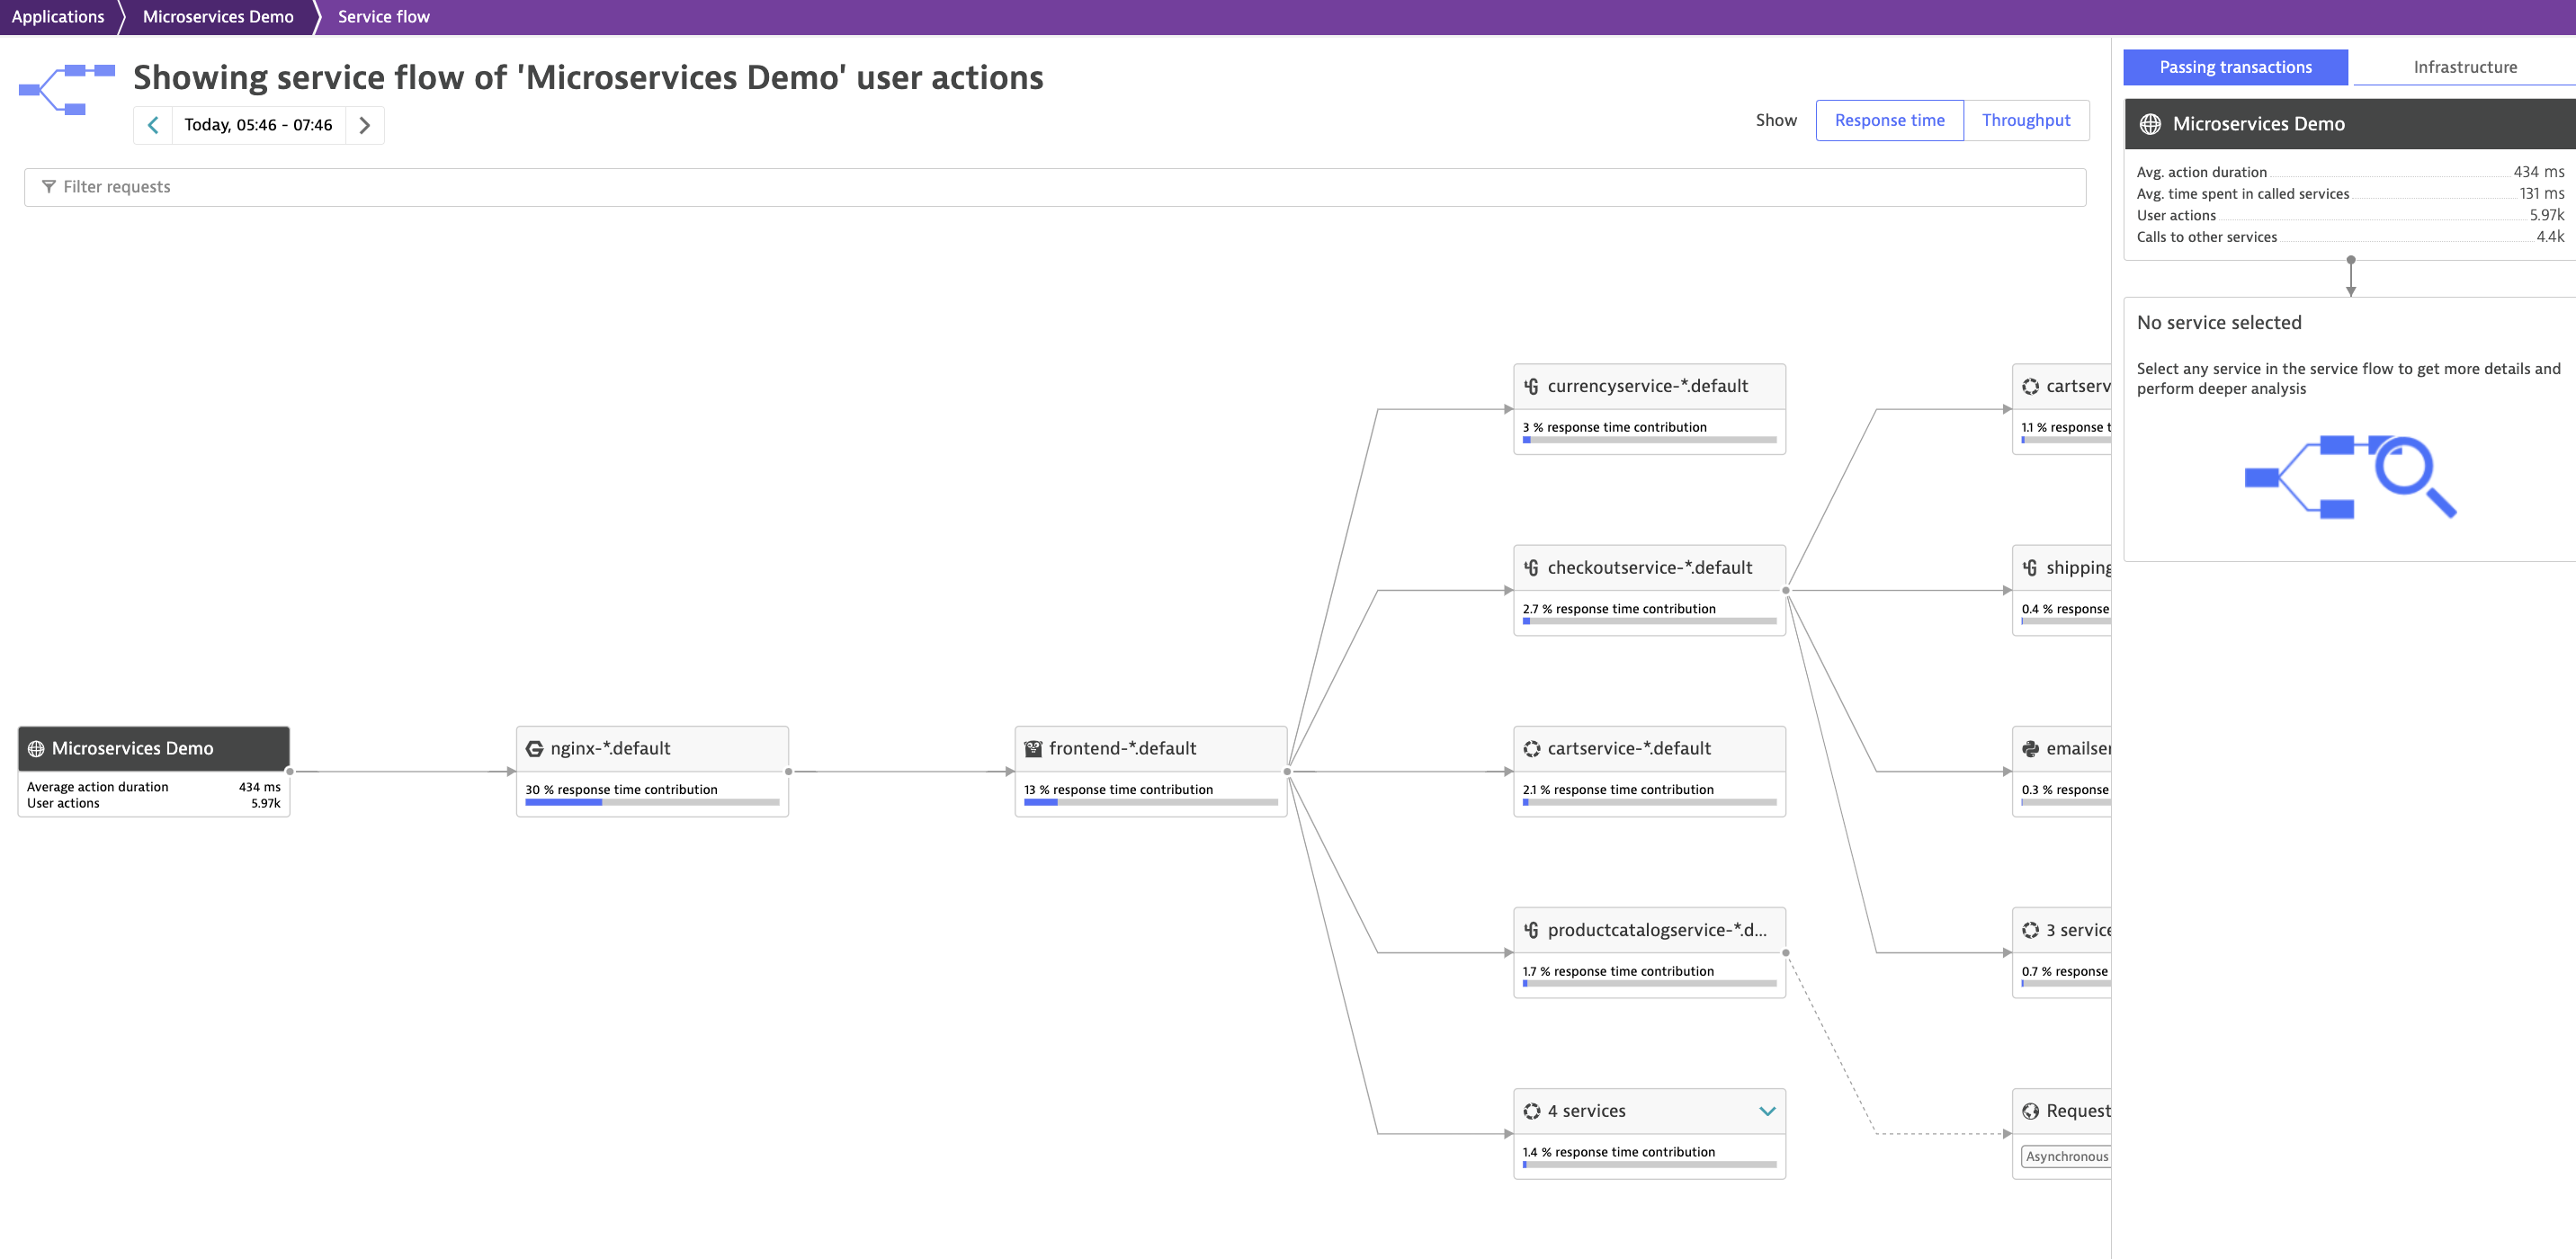 Applications
Microservices Demo
Service flow
Showing service flow of 'Microservices Demo' user actions
Today, 05:46 - 07:46
Show
Response time
Throughput
Filter requests
Microservices Demo
Average action duration 434 ms
User actions 5.97k
nginx-*.default
30 % response time contribution
frontend-*.default
13 % response time contribution
currencyservice-*.default
3 % response time contribution
checkoutservice-*.default
2.7 % response time contribution
cartservice-*.default
2.1 % response time contribution
productcatalogservice-*.d...
1.7 % response time contribution
4 services
1.4 % response time contribution
cartserv
1.1 % response t
shipping
0.4 % response
emailser
0.3 % response
3 service
0.7 % response
Request
Asynchronous
Passing transactions
Infrastructure
Microservices Demo
Avg. action duration 434 ms
Avg. time spent in called services 131 ms
User actions 5.97k
Calls to other services 4.4k
No service selected
Select any service in the service flow to get more details and
perform deeper analysis